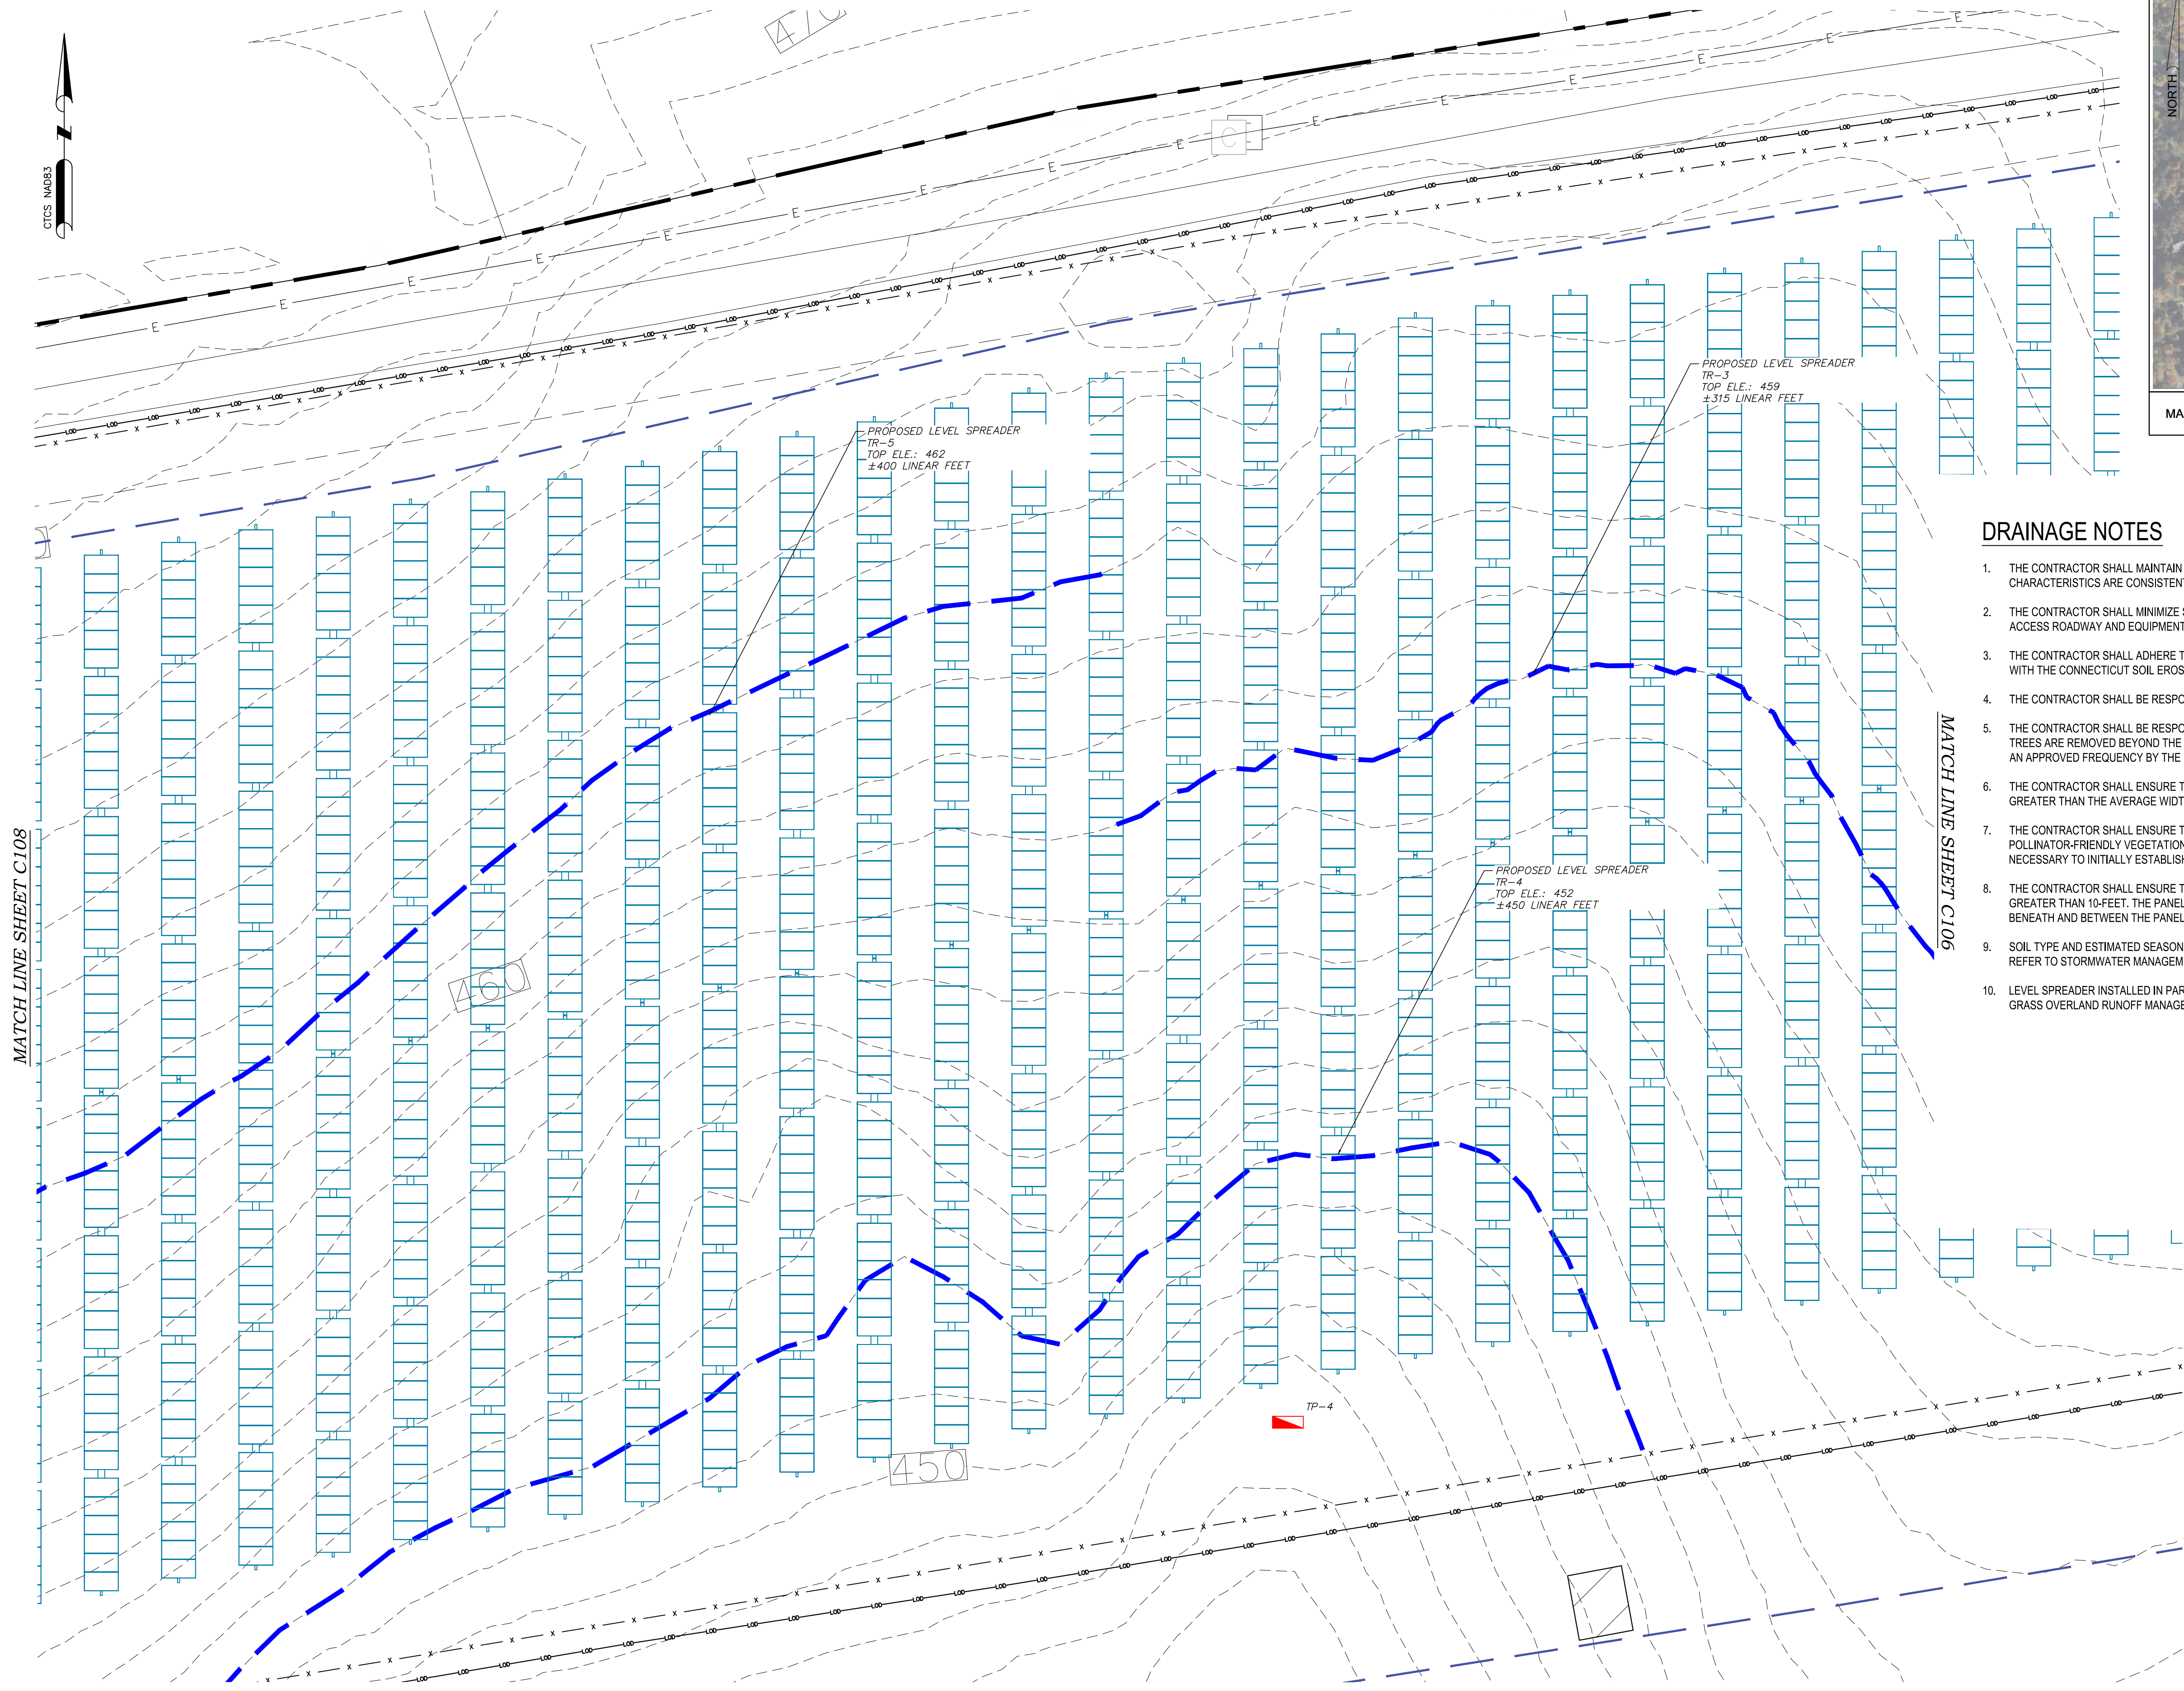 470
NORTH
CTCS NAD83
MA
PROPOSED LEVEL SPREADER
TR-3
TOP ELE.: 459
±315 LINEAR FEET
PROPOSED LEVEL SPREADER
TR-5
TOP ELE.: 462
±400 LINEAR FEET
DRAINAGE NOTES
1. THE CONTRACTOR SHALL MAINTAIN
CHARACTERISTICS ARE CONSISTEN
2. THE CONTRACTOR SHALL MINIMIZE
ACCESS ROADWAY AND EQUIPMENT
3. THE CONTRACTOR SHALL ADHERE T
WITH THE CONNECTICUT SOIL EROS
4. THE CONTRACTOR SHALL BE RESPO
5. THE CONTRACTOR SHALL BE RESPO
TREES ARE REMOVED BEYOND THE
AN APPROVED FREQUENCY BY THE
6. THE CONTRACTOR SHALL ENSURE T
GREATER THAN THE AVERAGE WIDT
7. THE CONTRACTOR SHALL ENSURE T
POLLINATOR-FRIENDLY VEGETATION
NECESSARY TO INITIALLY ESTABLIS
8. THE CONTRACTOR SHALL ENSURE T
GREATER THAN 10-FEET. THE PANEL
BENEATH AND BETWEEN THE PANEL
9. SOIL TYPE AND ESTIMATED SEASON
REFER TO STORMWATER MANAGEM
10. LEVEL SPREADER INSTALLED IN PAR
GRASS OVERLAND RUNOFF MANAGE
MATCH LINE SHEET C108
MATCH LINE SHEET C106
PROPOSED LEVEL SPREADER
TR-4
TOP ELE.: 452
±450 LINEAR FEET
460
TP-4
450